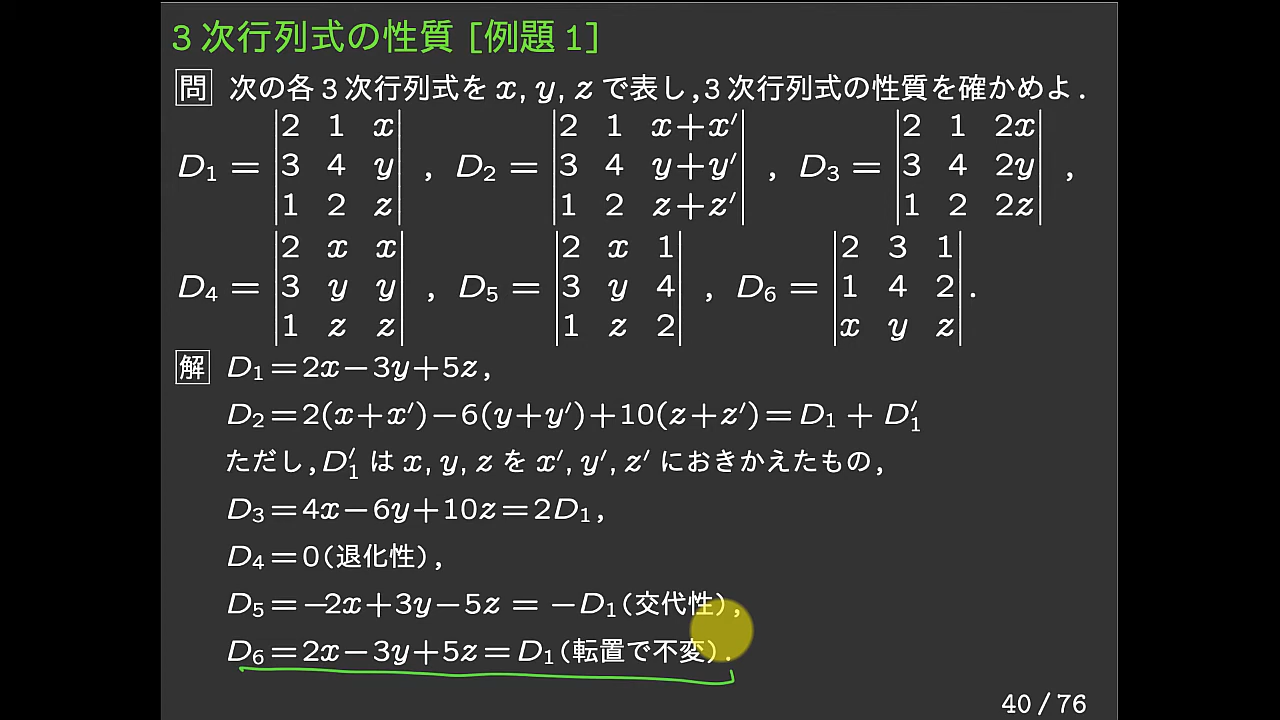 3 次行列式の性質 [例題 1]
問 次の各 3 次行列式を x, y, z で表し,3 次行列式の性質を確かめよ.
D₁ = |2 1 x; 3 4 y; 1 2 z| , D₂ = |2 1 x+x′; 3 4 y+y′; 1 2 z+z′| , D₃ = |2 1 2x; 3 4 2y; 1 2 2z| ,
D₄ = |2 x x; 3 y y; 1 z z| , D₅ = |2 x 1; 3 y 4; 1 z 2| , D₆ = |2 3 1; 1 4 2; x y z| .
解 D₁=2x−3y+5z,
D₂=2(x+x′)−6(y+y′)+10(z+z′)=D₁ + D₁′
ただし,D₁′ は x, y, z を x′, y′, z′ におきかえたもの,
D₃=4x−6y+10z=2D₁,
D₄=0(退化性),
D₅=−2x+3y−5z = −D₁(交代性),
D₆=2x−3y+5z=D₁(転置で不変).
40 / 76